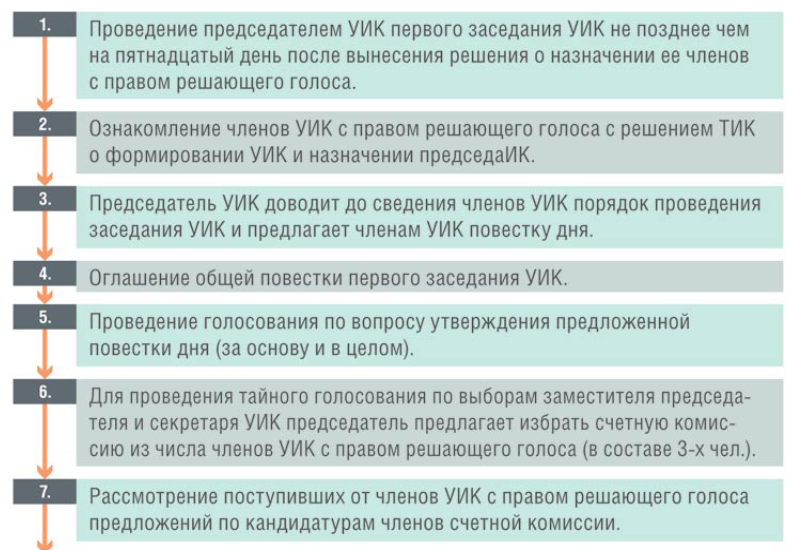 1.
Проведение председателем УИК первого заседания УИК не позднее чем
на пятнадцатый день после вынесения решения о назначении ее членов
с правом решающего голоса.
2.
Ознакомление членов УИК с правом решающего голоса с решением ТИК
о формировании УИК и назначении председаИК.
3.
Председатель УИК доводит до сведения членов УИК порядок проведения
заседания УИК и предлагает членам УИК повестку дня.
4.
Оглашение общей повестки первого заседания УИК.
5.
Проведение голосования по вопросу утверждения предложенной
повестки дня (за основу и в целом).
6.
Для проведения тайного голосования по выборам заместителя председа-
теля и секретаря УИК председатель предлагает избрать счетную комис-
сию из числа членов УИК с правом решающего голоса (в составе 3-х чел.).
7.
Рассмотрение поступивших от членов УИК с правом решающего голоса
предложений по кандидатурам членов счетной комиссии.